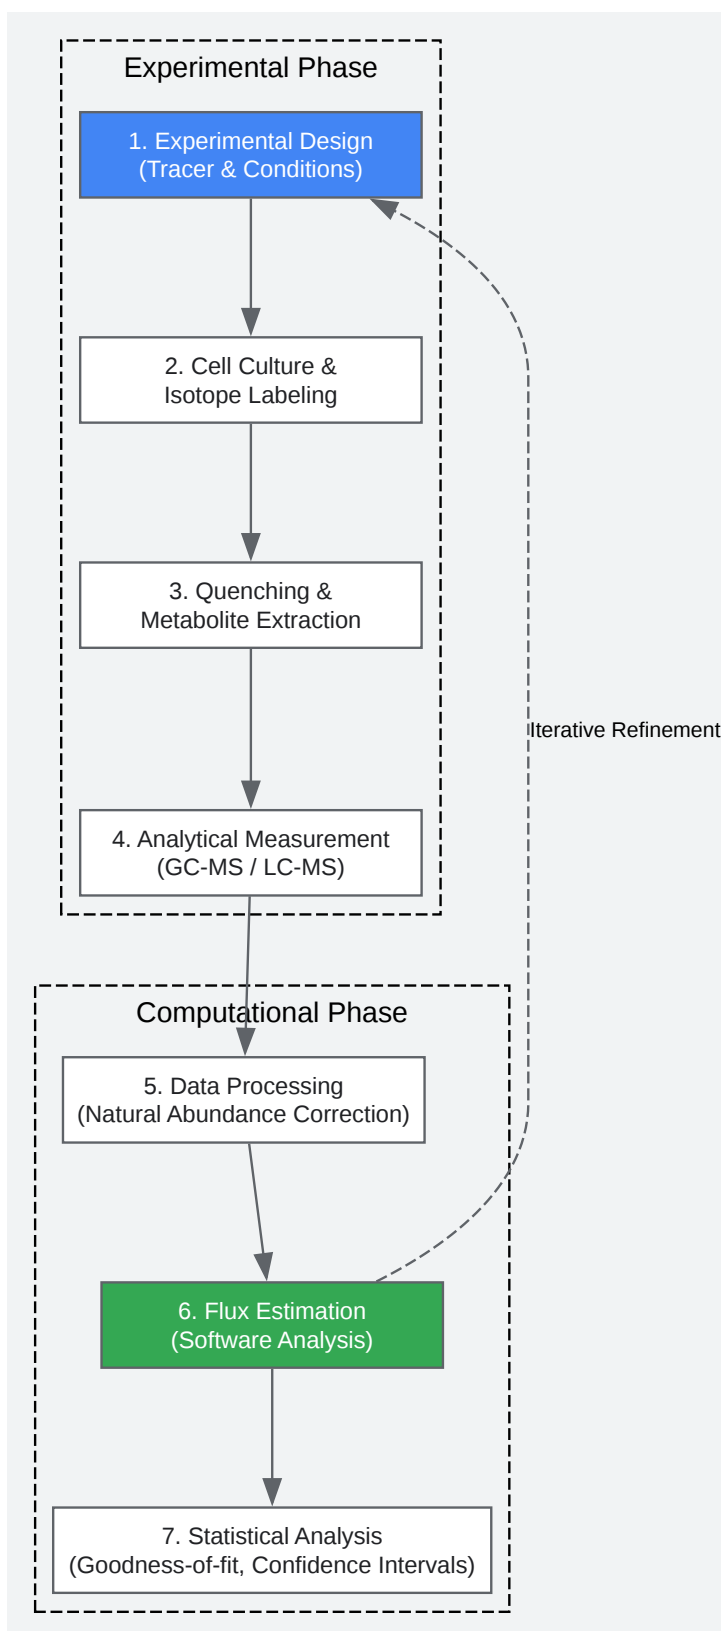 Experimental Phase
1. Experimental Design
(Tracer & Conditions)
2. Cell Culture &
Isotope Labeling
3. Quenching &
Metabolite Extraction
Iterative Refinement
4. Analytical Measurement
(GC-MS / LC-MS)
Computational Phase
5. Data Processing
(Natural Abundance Correction)
6. Flux Estimation
(Software Analysis)
7. Statistical Analysis
(Goodness-of-fit, Confidence Intervals)